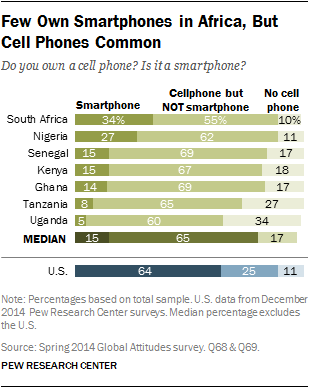 Few Own Smartphones in Africa, But
Cell Phones Common
Do you own a cell phone? Is it a smartphone?
Smartphone Cellphone but NOT smartphone No cell phone
South Africa 34% 55% 10%
Nigeria 27 62 11
Senegal 15 69 17
Kenya 15 67 18
Ghana 14 69 17
Tanzania 8 65 27
Uganda 5 60 34
MEDIAN 15 65 17
U.S. 64 25 11
Note: Percentages based on total sample. U.S. data from December
2014 Pew Research Center surveys. Median percentage excludes
the U.S.
Source: Spring 2014 Global Attitudes survey. Q68 & Q69.
PEW RESEARCH CENTER